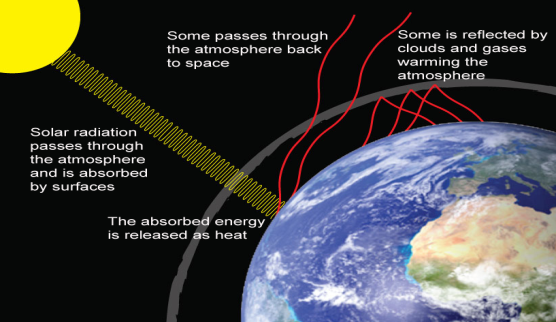 Some passes through
the atmosphere back
to space
Some is reflected by
clouds and gases
warming the
atmosphere
Solar radiation
passes through
the atmosphere
and is absorbed
by surfaces
The absorbed energy
is released as heat